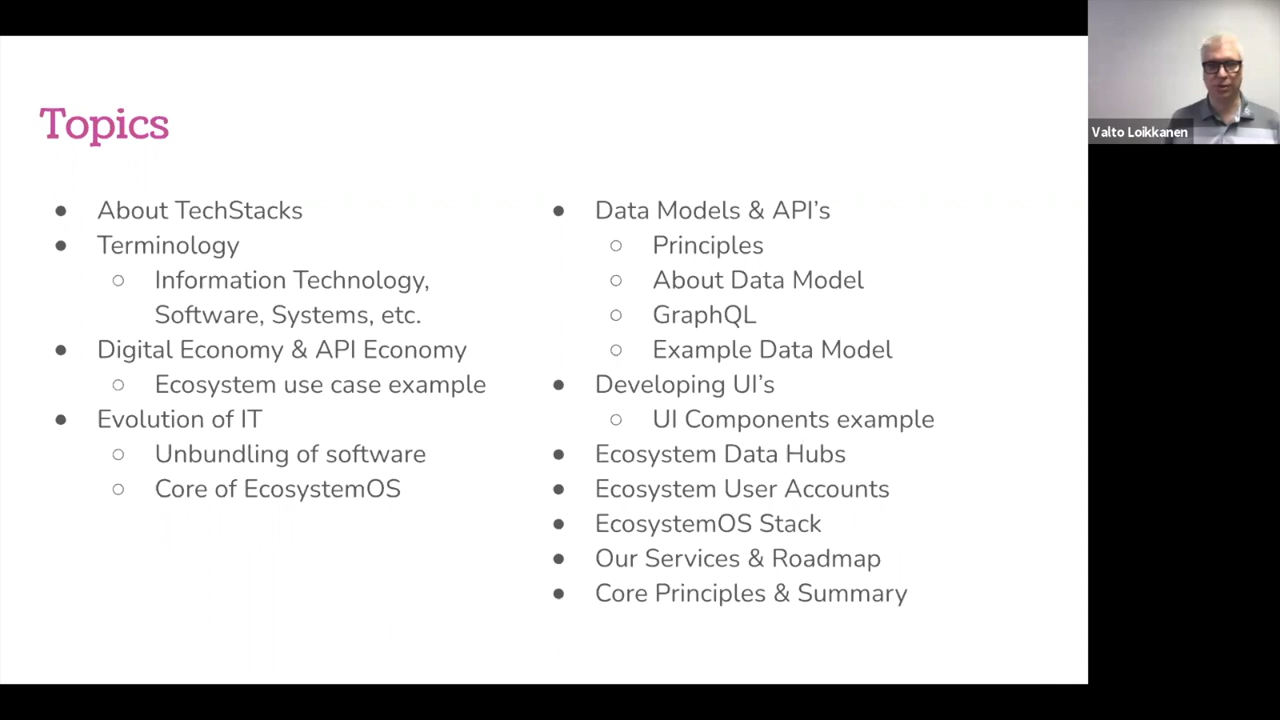 Topics
● About TechStacks
● Terminology
○ Information Technology,
Software, Systems, etc.
● Digital Economy & API Economy
○ Ecosystem use case example
● Evolution of IT
○ Unbundling of software
○ Core of EcosystemOS
● Data Models & API’s
○ Principles
○ About Data Model
○ GraphQL
○ Example Data Model
● Developing UI’s
○ UI Components example
● Ecosystem Data Hubs
● Ecosystem User Accounts
● EcosystemOS Stack
● Our Services & Roadmap
● Core Principles & Summary
Valto Loikkanen